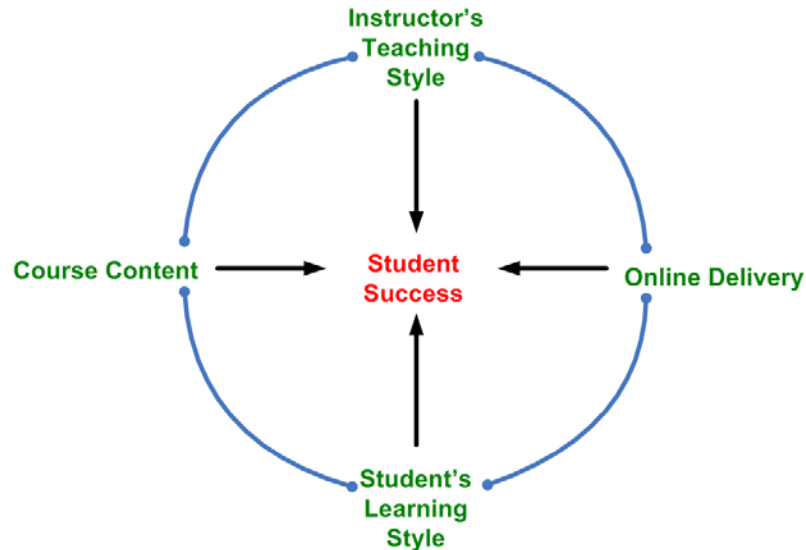 Instructor's
Teaching
Style
Course Content
Student
Success
Online Delivery
Student's
Learning
Style